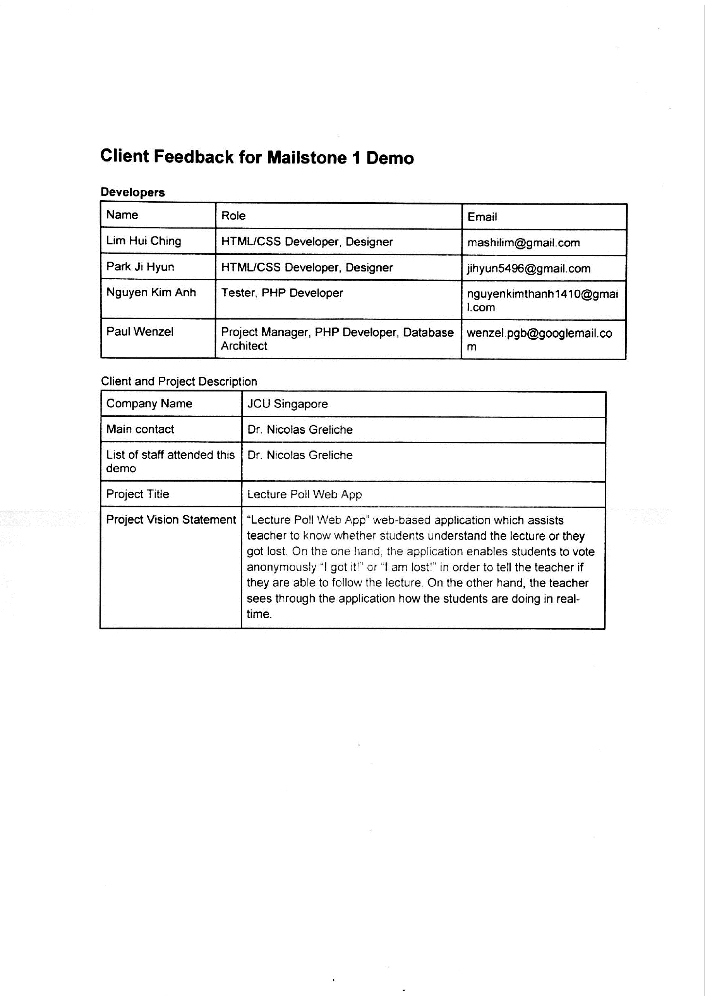 Client Feedback for Mailstone 1 Demo
Developers
Name Role Email
Lim Hui Ching HTML/CSS Developer, Designer mashilim@gmail.com
Park Ji Hyun HTML/CSS Developer, Designer jihyun5496@gmail.com
Nguyen Kim Anh Tester, PHP Developer nguyenkimthanh1410@gmai
l.com
Paul Wenzel Project Manager, PHP Developer, Database wenzel.pgb@googlemail.co
Architect m
Client and Project Description
Company Name JCU Singapore
Main contact Dr. Nicolas Greliche
List of staff attended this Dr. Nicolas Greliche
demo
Project Title Lecture Poll Web App
Project Vision Statement “Lecture Poll Web App” web-based application which assists
teacher to know whether students understand the lecture or they
got lost. On the one hand, the application enables students to vote
anonymously “I got it!” or “I am lost!” in order to tell the teacher if
they are able to follow the lecture. On the other hand, the teacher
sees through the application how the students are doing in real-
time.